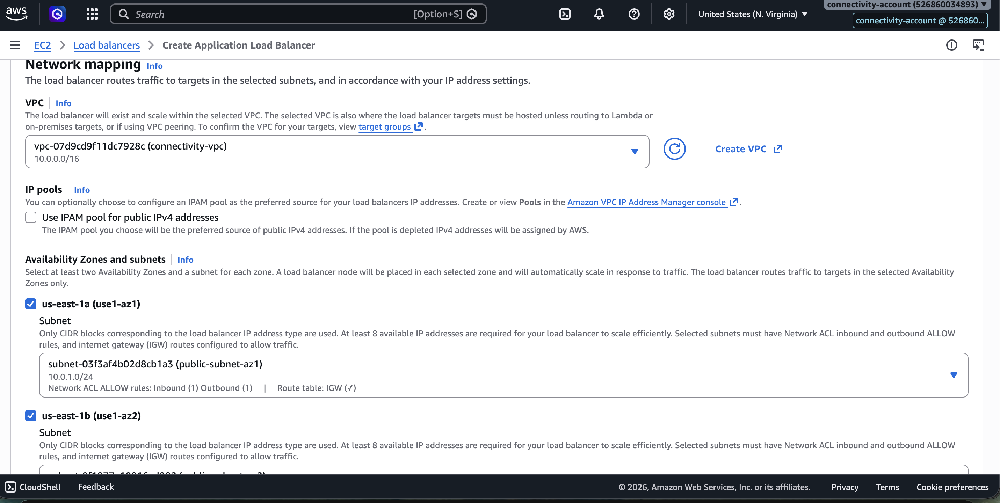 aws
Search
[Option+S]
United States (N. Virginia)
connectivity-account (526860034893)
connectivity-account @ 526860...
EC2
Load balancers
Create Application Load Balancer
Network mapping
Info
The load balancer routes traffic to targets in the selected subnets, and in accordance with your IP address settings.
VPC
Info
The load balancer will exist and scale within the selected VPC. The selected VPC is also where the load balancer targets must be hosted unless routing to Lambda or
on-premises targets, or if using VPC peering. To confirm the VPC for your targets, view target groups.
vpc-07d9cd9f11dc7928c (connectivity-vpc)
10.0.0.0/16
Create VPC
IP pools
Info
You can optionally choose to configure an IPAM pool as the preferred source for your load balancers IP addresses. Create or view Pools in the Amazon VPC IP Address Manager console.
Use IPAM pool for public IPv4 addresses
The IPAM pool you choose will be the preferred source of public IPv4 addresses. If the pool is depleted IPv4 addresses will be assigned by AWS.
Availability Zones and subnets
Info
Select at least two Availability Zones and a subnet for each zone. A load balancer node will be placed in each selected zone and will automatically scale in response to traffic. The load balancer routes traffic to targets in the selected Availability
Zones only.
us-east-1a (use1-az1)
Subnet
Only CIDR blocks corresponding to the load balancer IP address type are used. At least 8 available IP addresses are required for your load balancer to scale efficiently. Selected subnets must have Network ACL inbound and outbound ALLOW
rules, and internet gateway (IGW) routes configured to allow traffic.
subnet-03f3af4b02d8cb1a3 (public-subnet-az1)
10.0.1.0/24
Network ACL ALLOW rules: Inbound (1) Outbound (1) | Route table: IGW (✓)
us-east-1b (use1-az2)
Subnet
Only CIDR blocks corresponding to the load balancer IP address type are used. At least 8 available IP addresses are required for your load balancer to scale efficiently. Selected subnets must have Network ACL inbound and outbound ALLOW
rules, and internet gateway (IGW) routes configured to allow traffic.
CloudShell
Feedback
© 2026, Amazon Web Services, Inc. or its affiliates.
Privacy
Terms
Cookie preferences